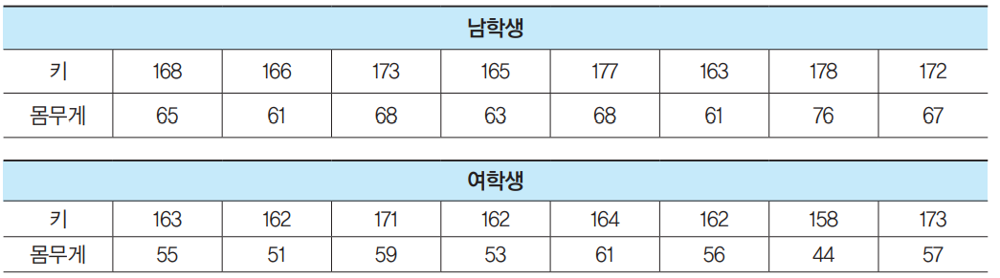 남학생
키 168 166 173 165 177 163 178 172
몸무게 65 61 68 63 68 61 76 67
여학생
키 163 162 171 162 164 162 158 173
몸무게 55 51 59 53 61 56 44 57